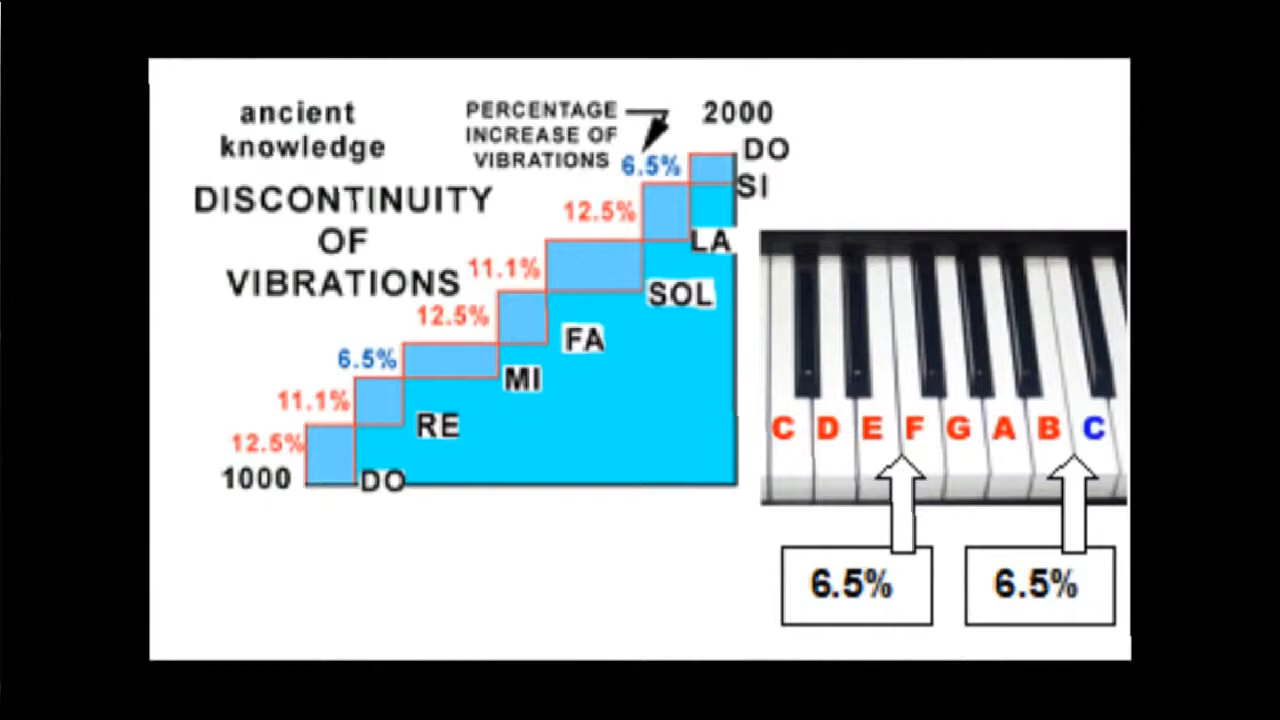 ancient
knowledge
DISCONTINUITY
OF
VIBRATIONS
PERCENTAGE
INCREASE OF
VIBRATIONS
2000
DO
6.5%
SI
12.5%
LA
11.1%
SOL
12.5%
FA
6.5%
MI
11.1%
RE
12.5%
1000
DO
C D E F G A B C
6.5%
6.5%